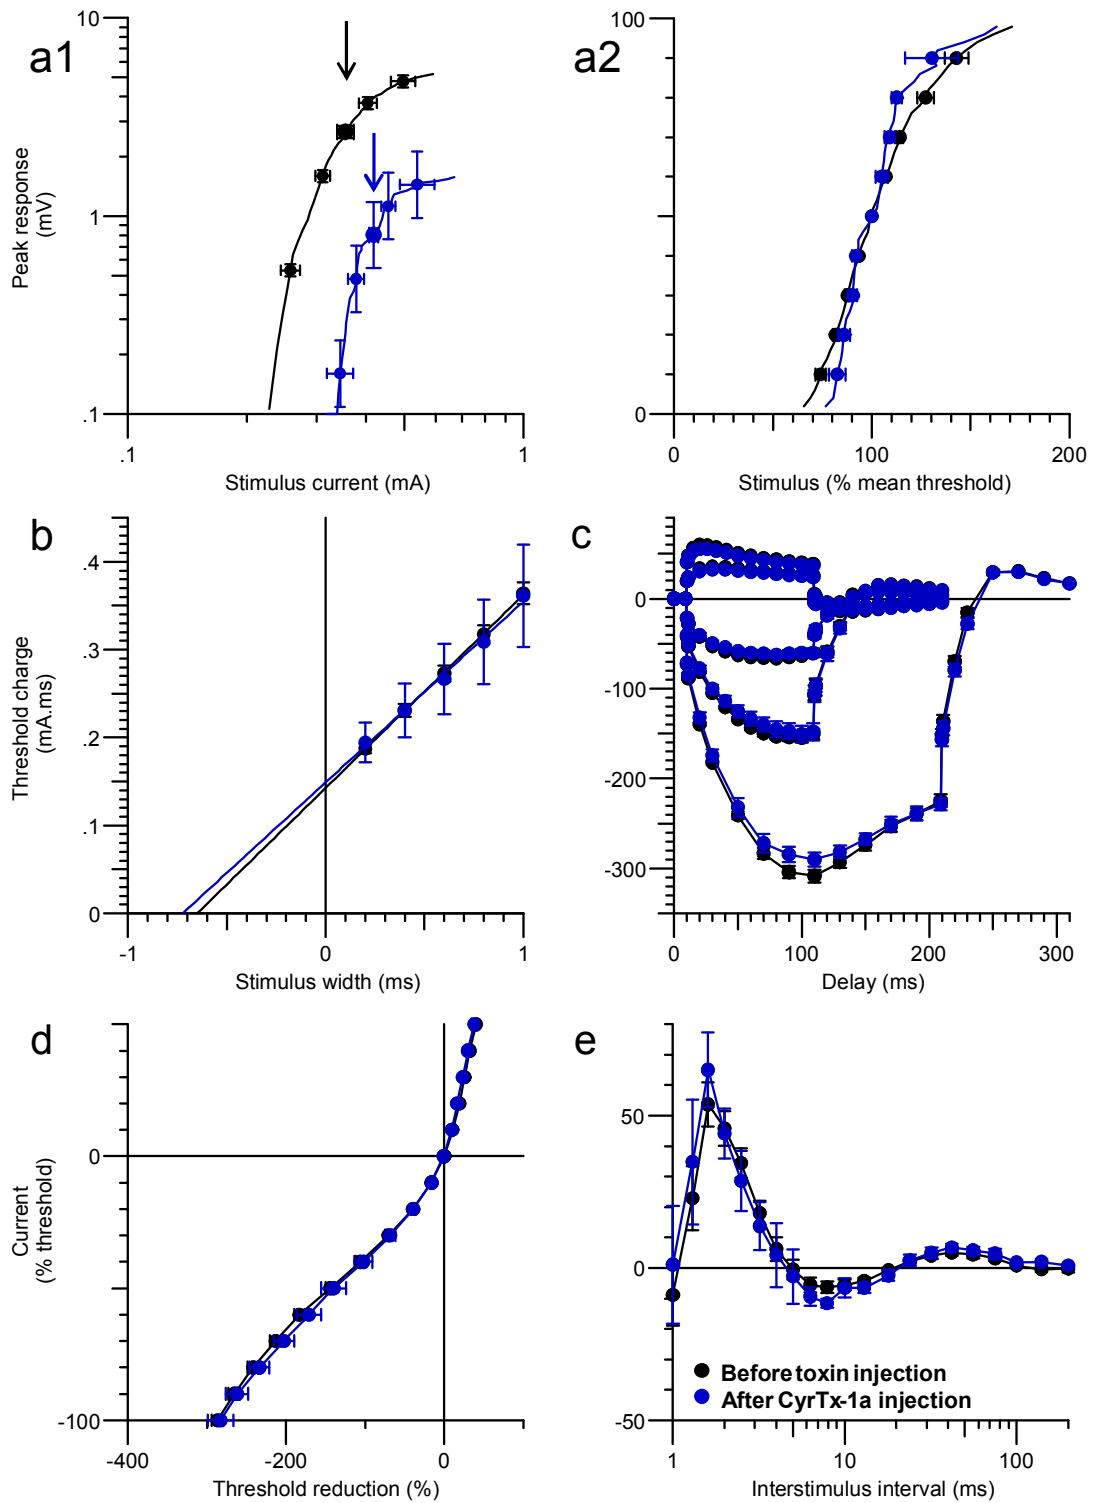 a1
10
1
.1
Peak response
(mV)
.1
1
Stimulus current (mA)
a2
100
0
0
100
200
Stimulus (% mean threshold)
b
.4
.3
.2
.1
0
Threshold charge
(mA.ms)
-1
0
1
Stimulus width (ms)
c
0
-100
-200
-300
0
100
200
300
Delay (ms)
d
0
-100
Current
(% threshold)
-400
-200
0
Threshold reduction (%)
e
50
0
-50
Before toxin injection
After CyrTx-1a injection
1
10
100
Interstimulus interval (ms)